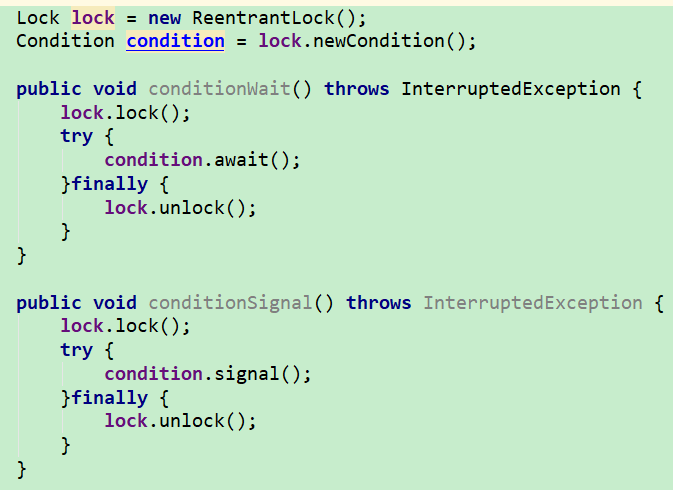 Lock lock = new ReentrantLock();
Condition condition = lock.newCondition();
public void conditionWait() throws InterruptedException {
lock.lock();
try {
condition.await();
}finally {
lock.unlock();
}
}
public void conditionSignal() throws InterruptedException {
lock.lock();
try {
condition.signal();
}finally {
lock.unlock();
}
}